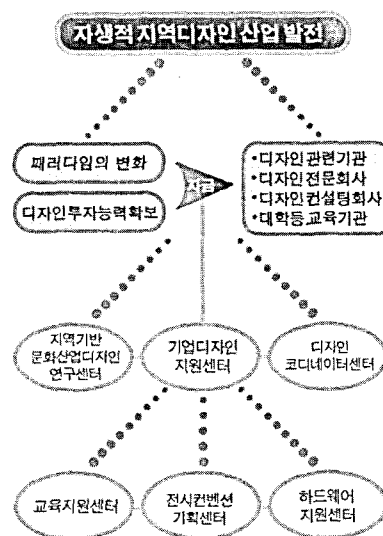 자생적 지역디자인 산업 발전
패러다임의 변화
디자인투자능력확보
자금
•디자인관련기관
•디자인전문회사
•디자인컨설팅회사
•대학등교육기관
지역기반
문화산업디자인
연구센터
기업디자인
지원센터
디자인
코디네이터센터
교육지원센터
전시컨벤션
기획센터
하드웨어
지원센터